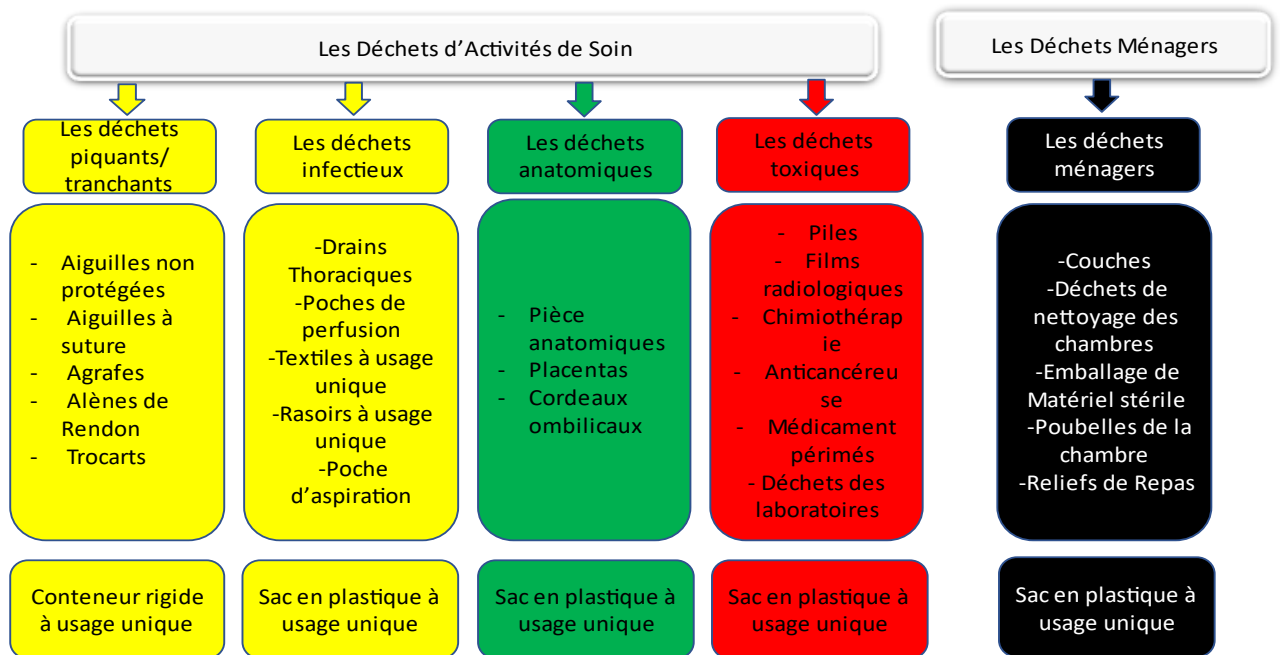 Les Déchets d’Activités de Soin
Les Déchets Ménagers
Les déchets
piquants/
tranchants
Les déchets
infectieux
Les déchets
anatomiques
Les déchets
toxiques
Les déchets
ménagers
- Aiguilles non
protégées
- Aiguilles à
suture
- Agrafes
- Alènes de
Rendon
- Trocarts
-Drains
Thoraciques
-Poches de
perfusion
-Textiles à usage
unique
-Rasoirs à usage
unique
-Poche
d’aspiration
- Pièce
anatomiques
- Placentas
- Cordeaux
ombilicaux
- Piles
- Films
radiologiques
- Chimiothérap
ie
- Anticancéreu
se
- Médicament
périmés
- Déchets des
laboratoires
-Couches
-Déchets de
nettoyage des
chambres
-Emballage de
Matériel stérile
-Poubelles de la
chambre
-Reliefs de Repas
Conteneur rigide
à usage unique
Sac en plastique à
usage unique
Sac en plastique à
usage unique
Sac en plastique à
usage unique
Sac en plastique à
usage unique